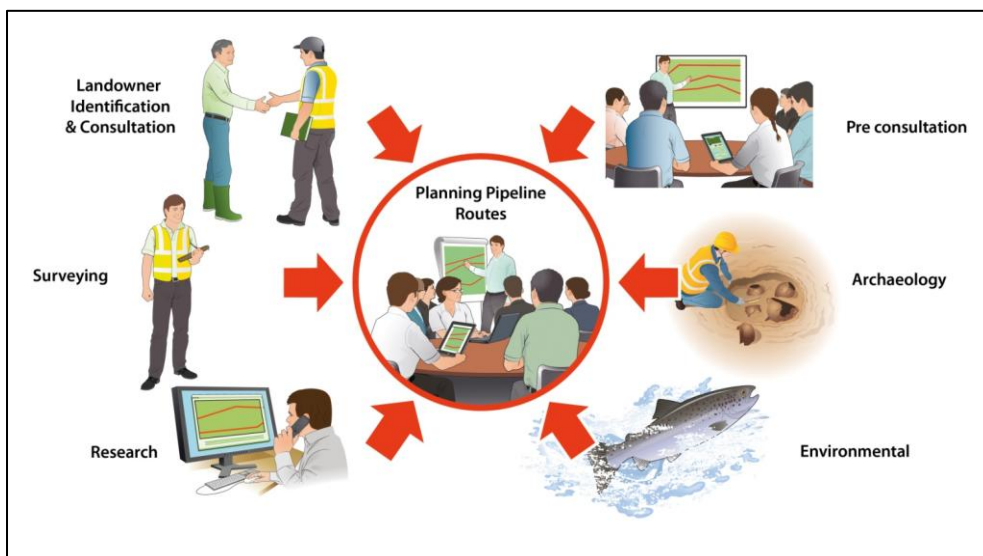 Landowner
Identification
& Consultation
Pre consultation
Planning Pipeline
Routes
Surveying
Archaeology
Research
Environmental